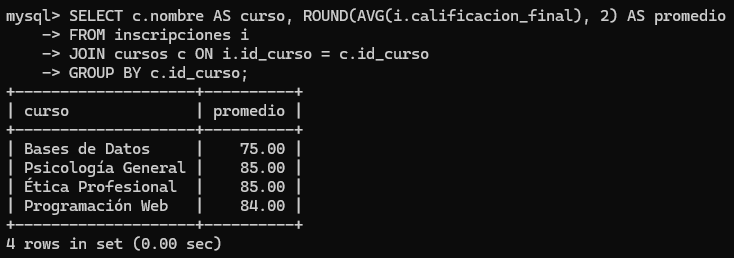 mysql> SELECT c.nombre AS curso, ROUND(AVG(i.calificacion_final), 2) AS promedio
    -> FROM inscripciones i
    -> JOIN cursos c ON i.id_curso = c.id_curso
    -> GROUP BY c.id_curso;
+--------------------+----------+
| curso              | promedio |
+--------------------+----------+
| Bases de Datos     |    75.00 |
| Psicología General |    85.00 |
| Ética Profesional  |    85.00 |
| Programación Web   |    84.00 |
+--------------------+----------+
4 rows in set (0.00 sec)